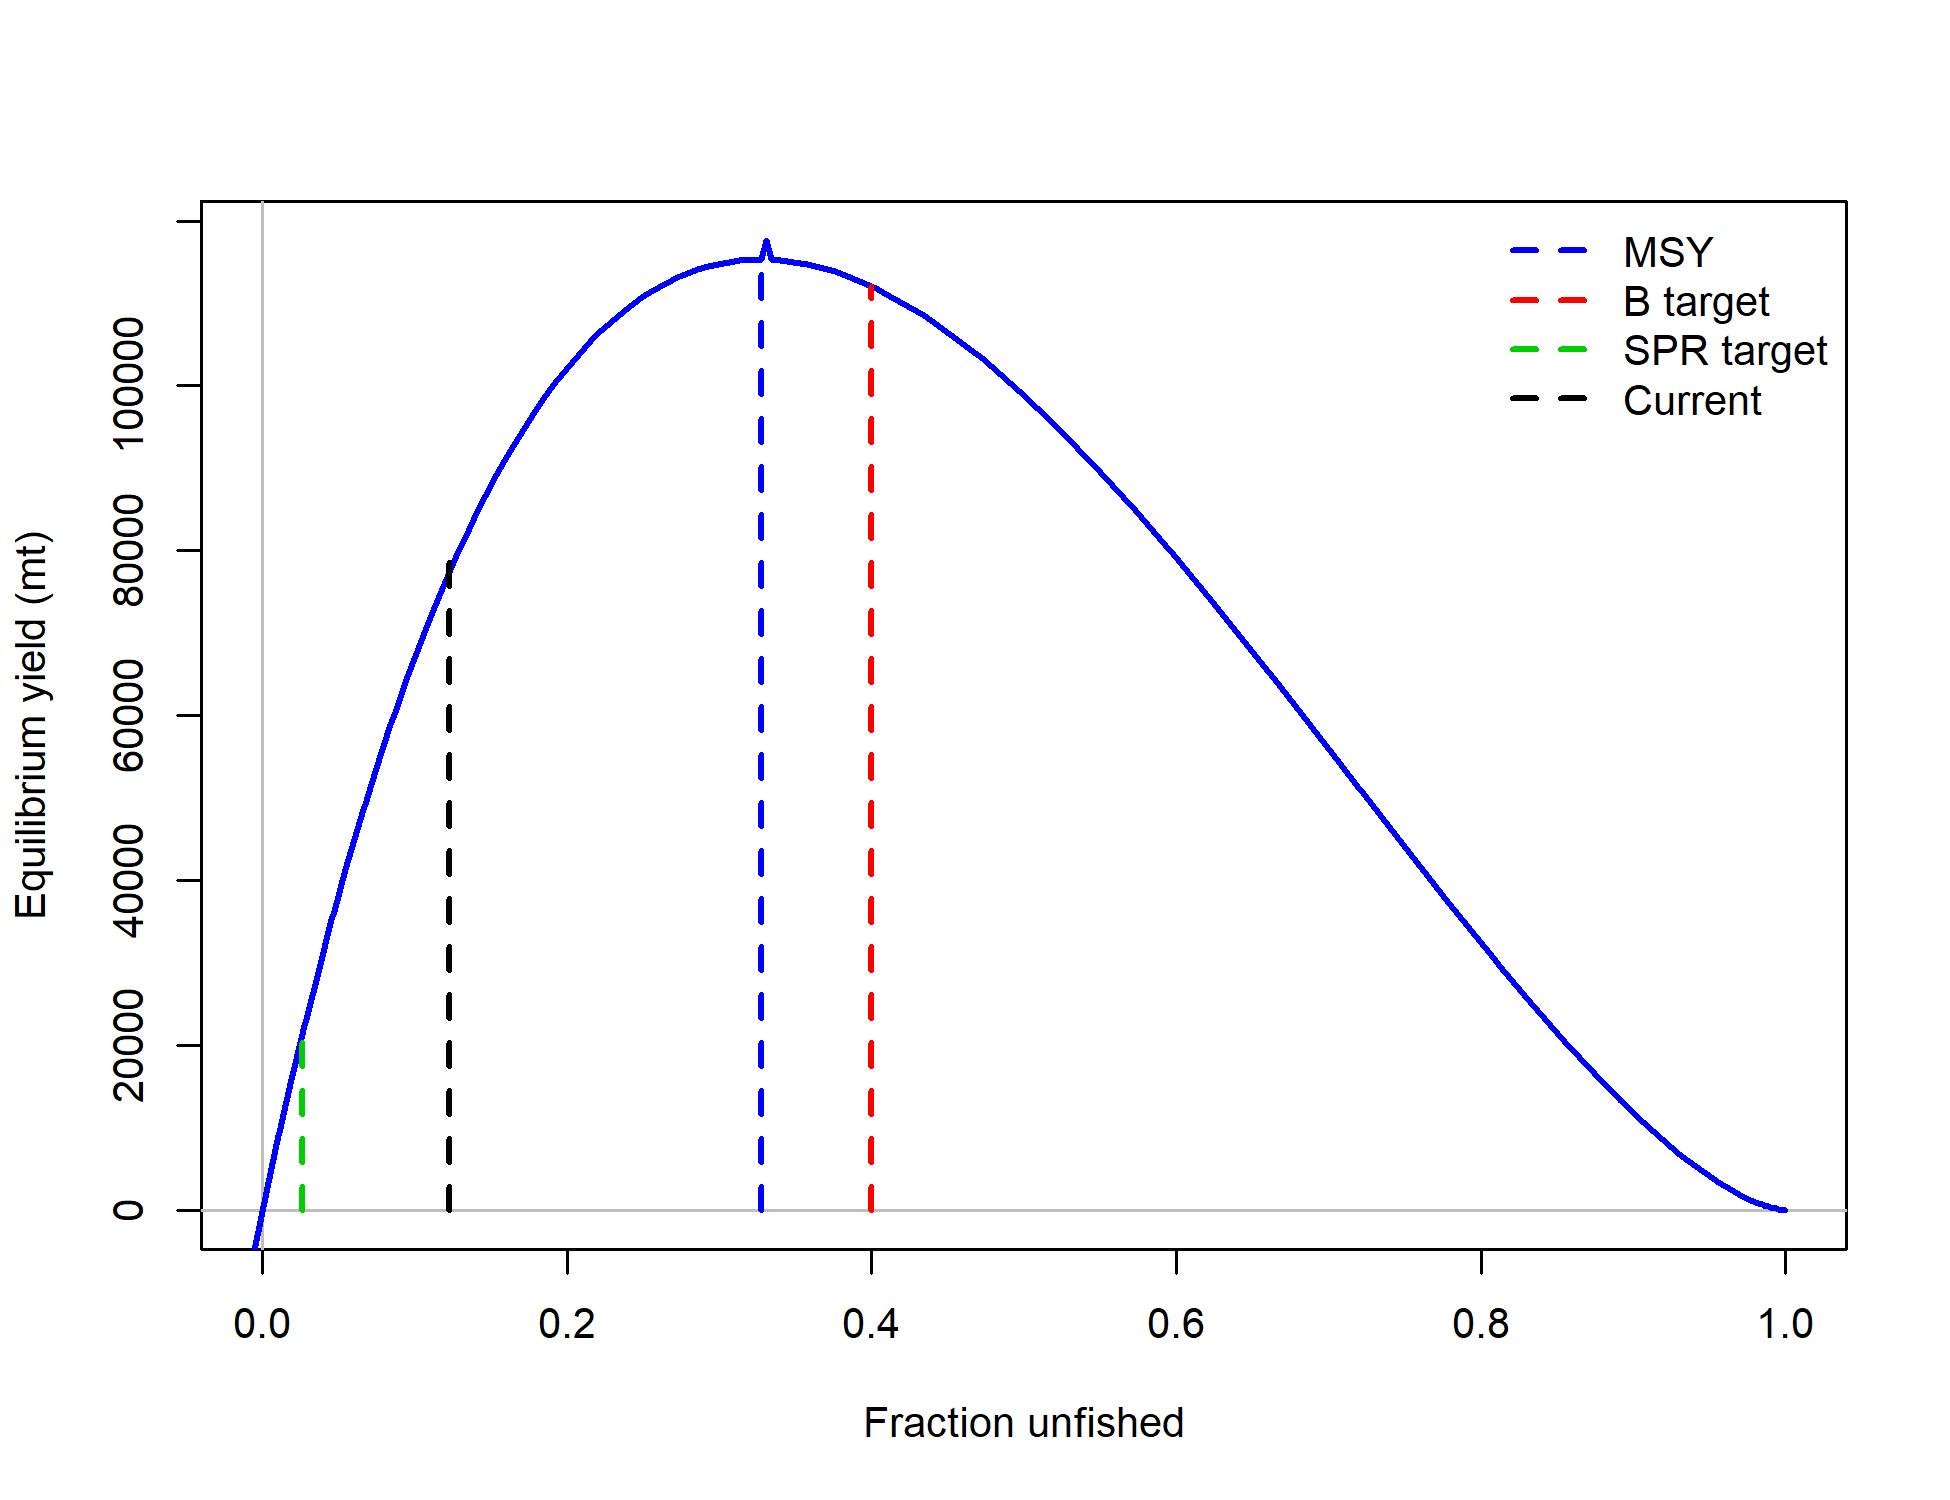 MSY
B target
SPR target
Current
Equilibrium yield (mt)
100000
80000
60000
40000
20000
0
0.0 0.2 0.4 0.6 0.8 1.0
Fraction unfished